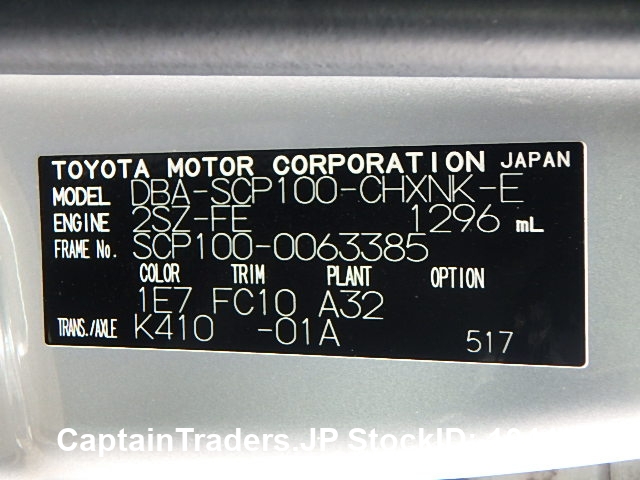 TOYOTA MOTOR CORPORATION JAPAN
MODEL DBA-SCP100-CHXNK-E
ENGINE 2SZ-FE 1296 mL
FRAME No. SCP100-0063385
COLOR TRIM PLANT OPTION
1E7 FC10 A32
TRANS./AXLE K410 -01A 517
CaptainTraders.JP StockID: